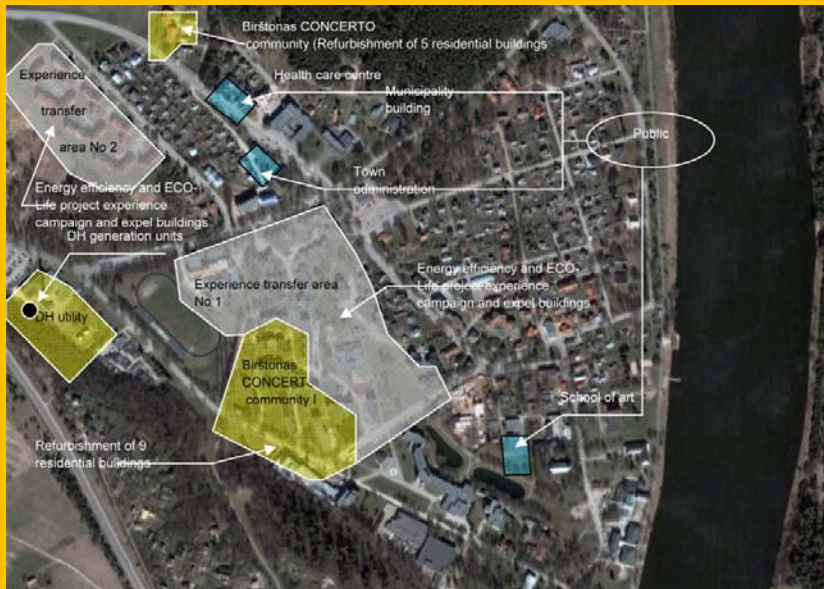 Birštonas CONCERTO
community (Refurbishment of 5 residential buildings
Health care centre
Municipality
building
Public
Experience
transfer
area No 2
Town
administration
Energy efficiency and ECO-
Life project experience
campaign and expel buildings
DH generation units
Experience transfer area
No 1
Energy efficiency and ECO-
Life project experience
campaign and expel buildings
DH utility
Birštonas
CONCERT
community I
School of art
Refurbishment of 9
residential buildings